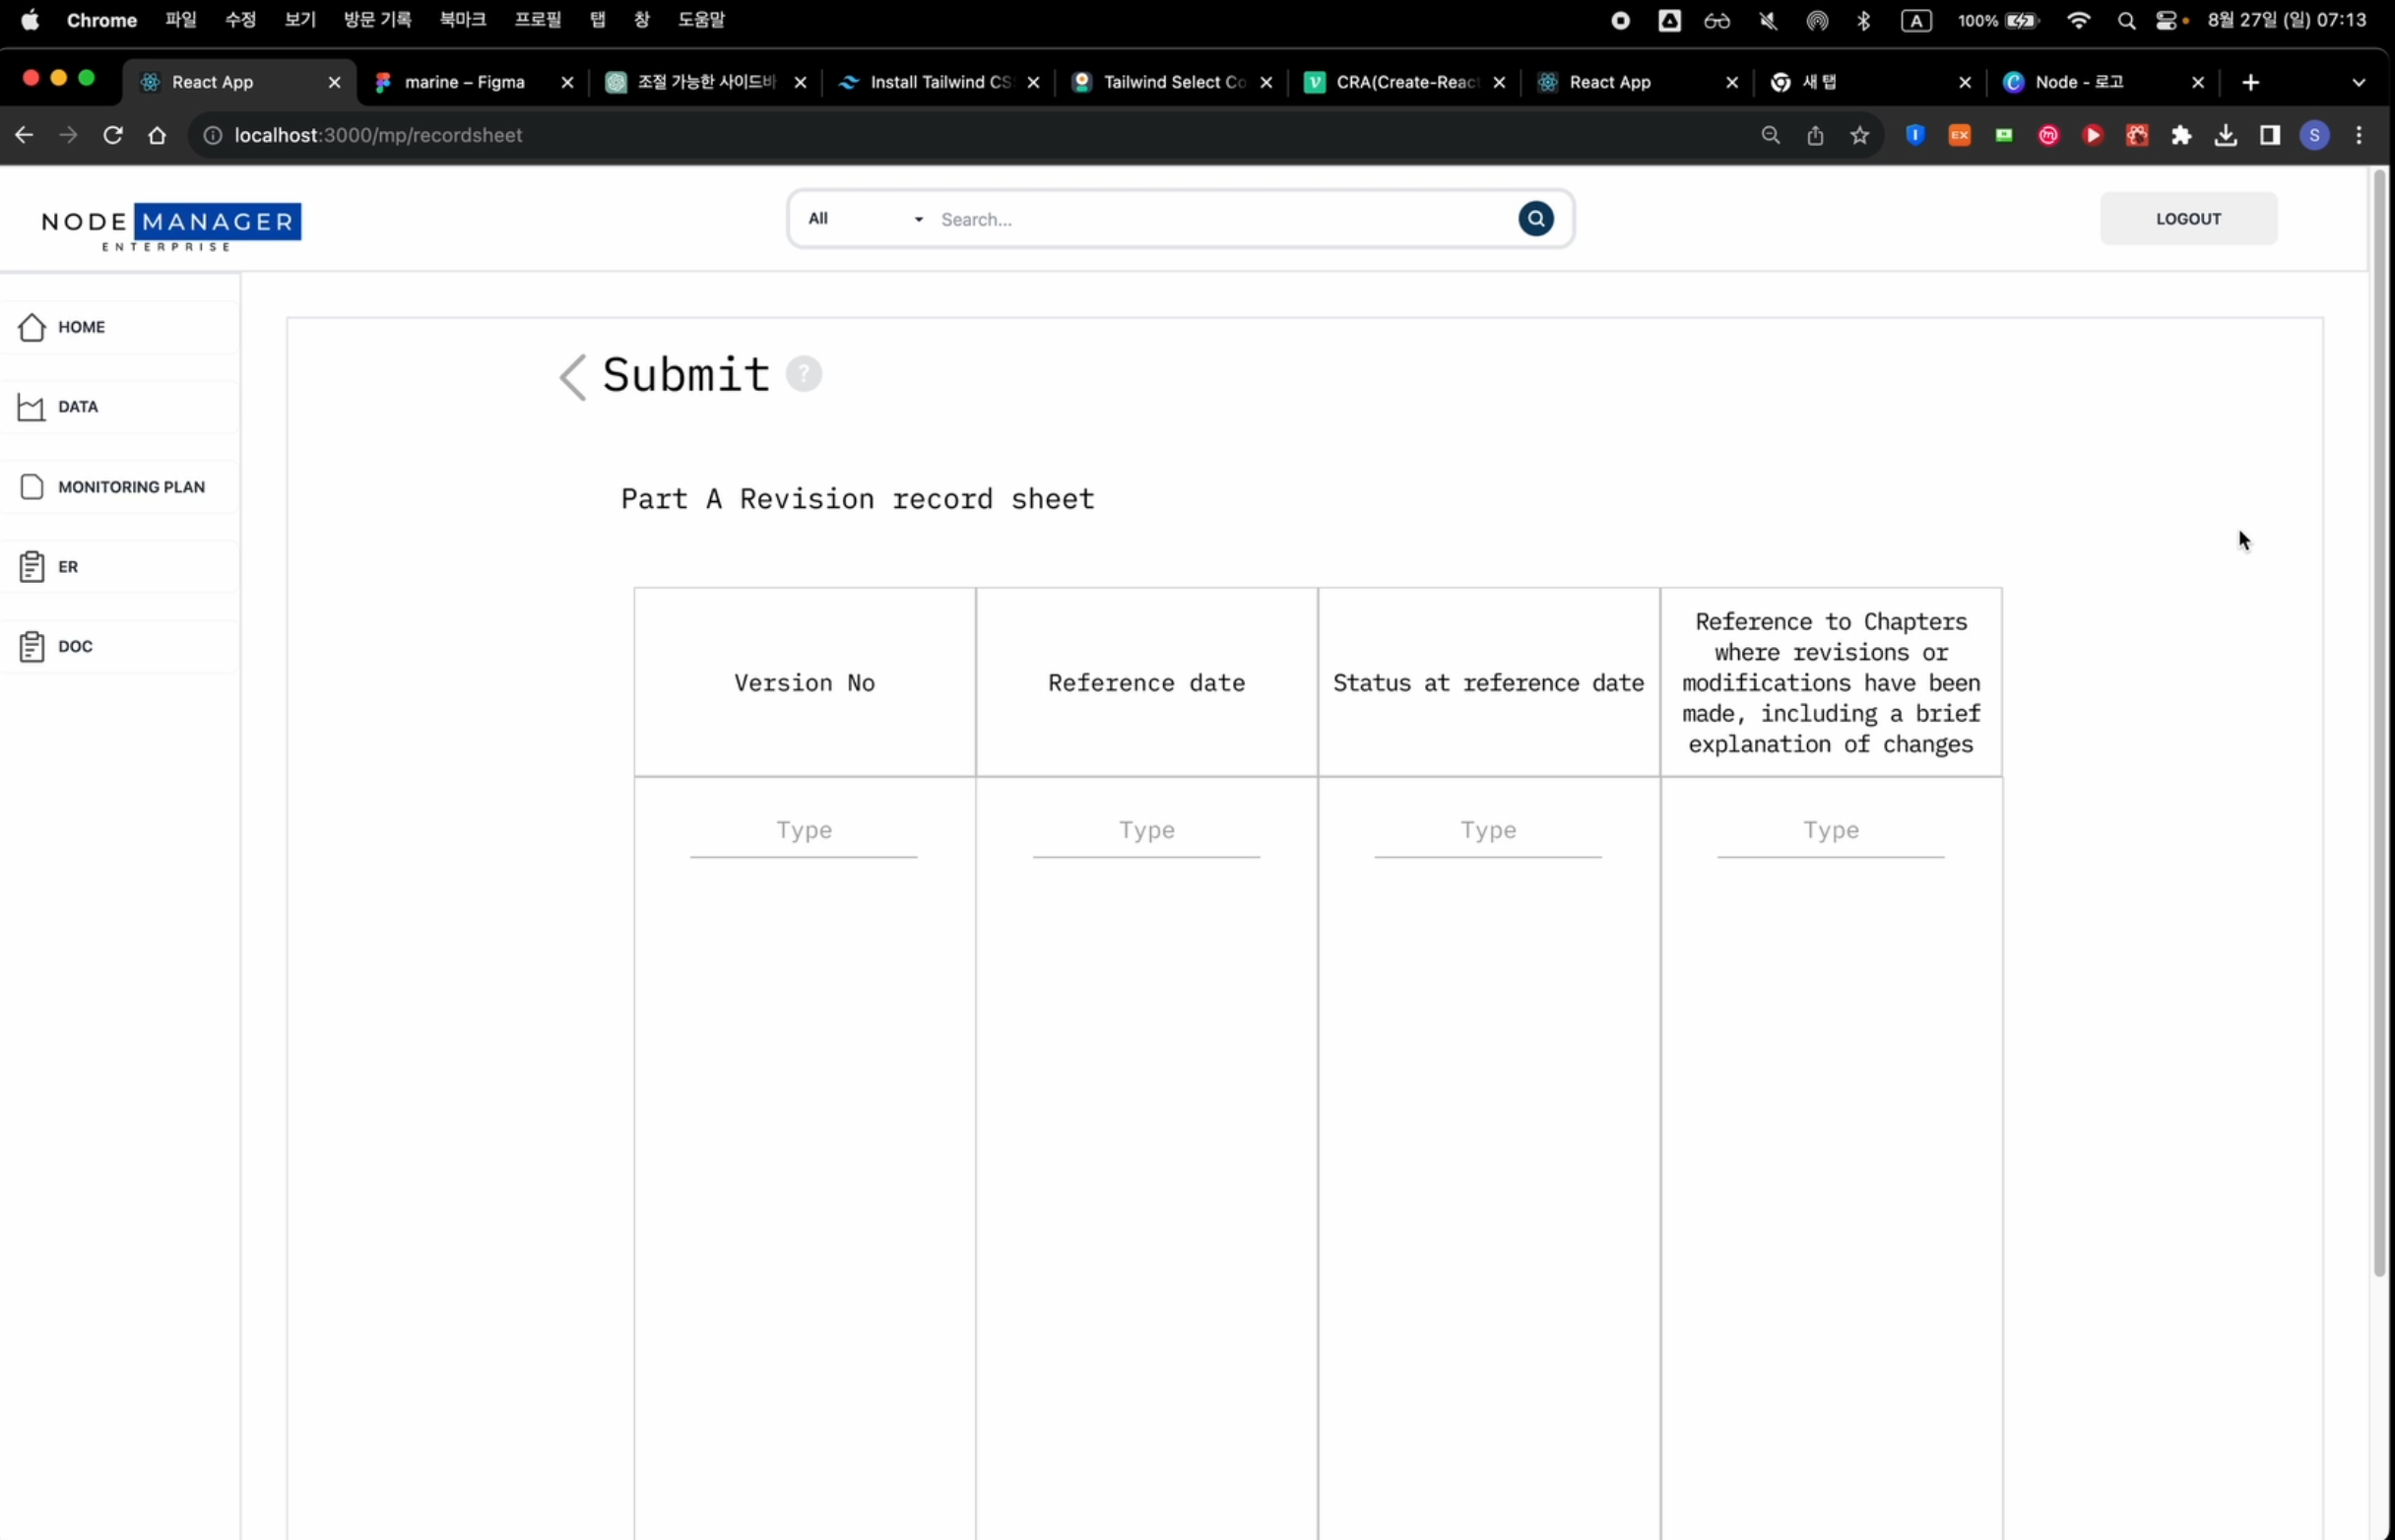 Chrome 파일 수정 보기 방문 기록 북마크 프로필 탭 창 도움말 A 100% 8월 27일 (일) 07:13
React App marine – Figma 조절 가능한 사이드바 Install Tailwind CS Tailwind Select Co CRA(Create-React React App 새 탭 Node - 로고
localhost:3000/mp/recordsheet EX S
NODE MANAGER
ENTERPRISE
All Search...
LOGOUT
HOME
DATA
MONITORING PLAN
ER
DOC
Submit ?
Part A Revision record sheet
Version No
Reference date
Status at reference date
Reference to Chapters
where revisions or
modifications have been
made, including a brief
explanation of changes
Type Type Type Type